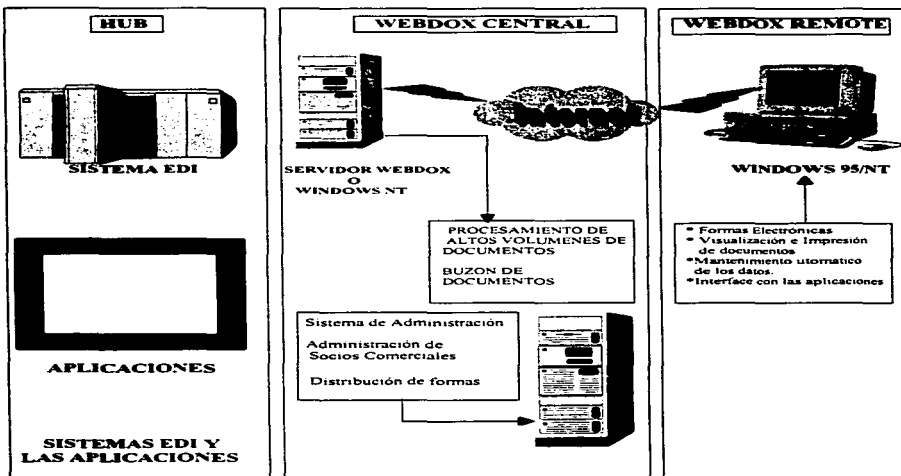 HUB
SISTEMA EDI
APLICACIONES
SISTEMAS EDI Y
LAS APLICACIONES
WEBDOX CENTRAL
SERVIDOR WEBDOX
O
WINDOWS NT
PROCESAMIENTO DE
ALTOS VOLUMENES DE
DOCUMENTOS
BUZON DE
DOCUMENTOS
Sistema de Administración
Administración de
Socios Comerciales
Distribución de formas
WEBDOX REMOTE
WINDOWS 95/NT
* Formas Electrónicas
* Visualización e Impresión
de documentos
*Mantenimiento utomatico
de los datos.
*Interface con las aplicaciones